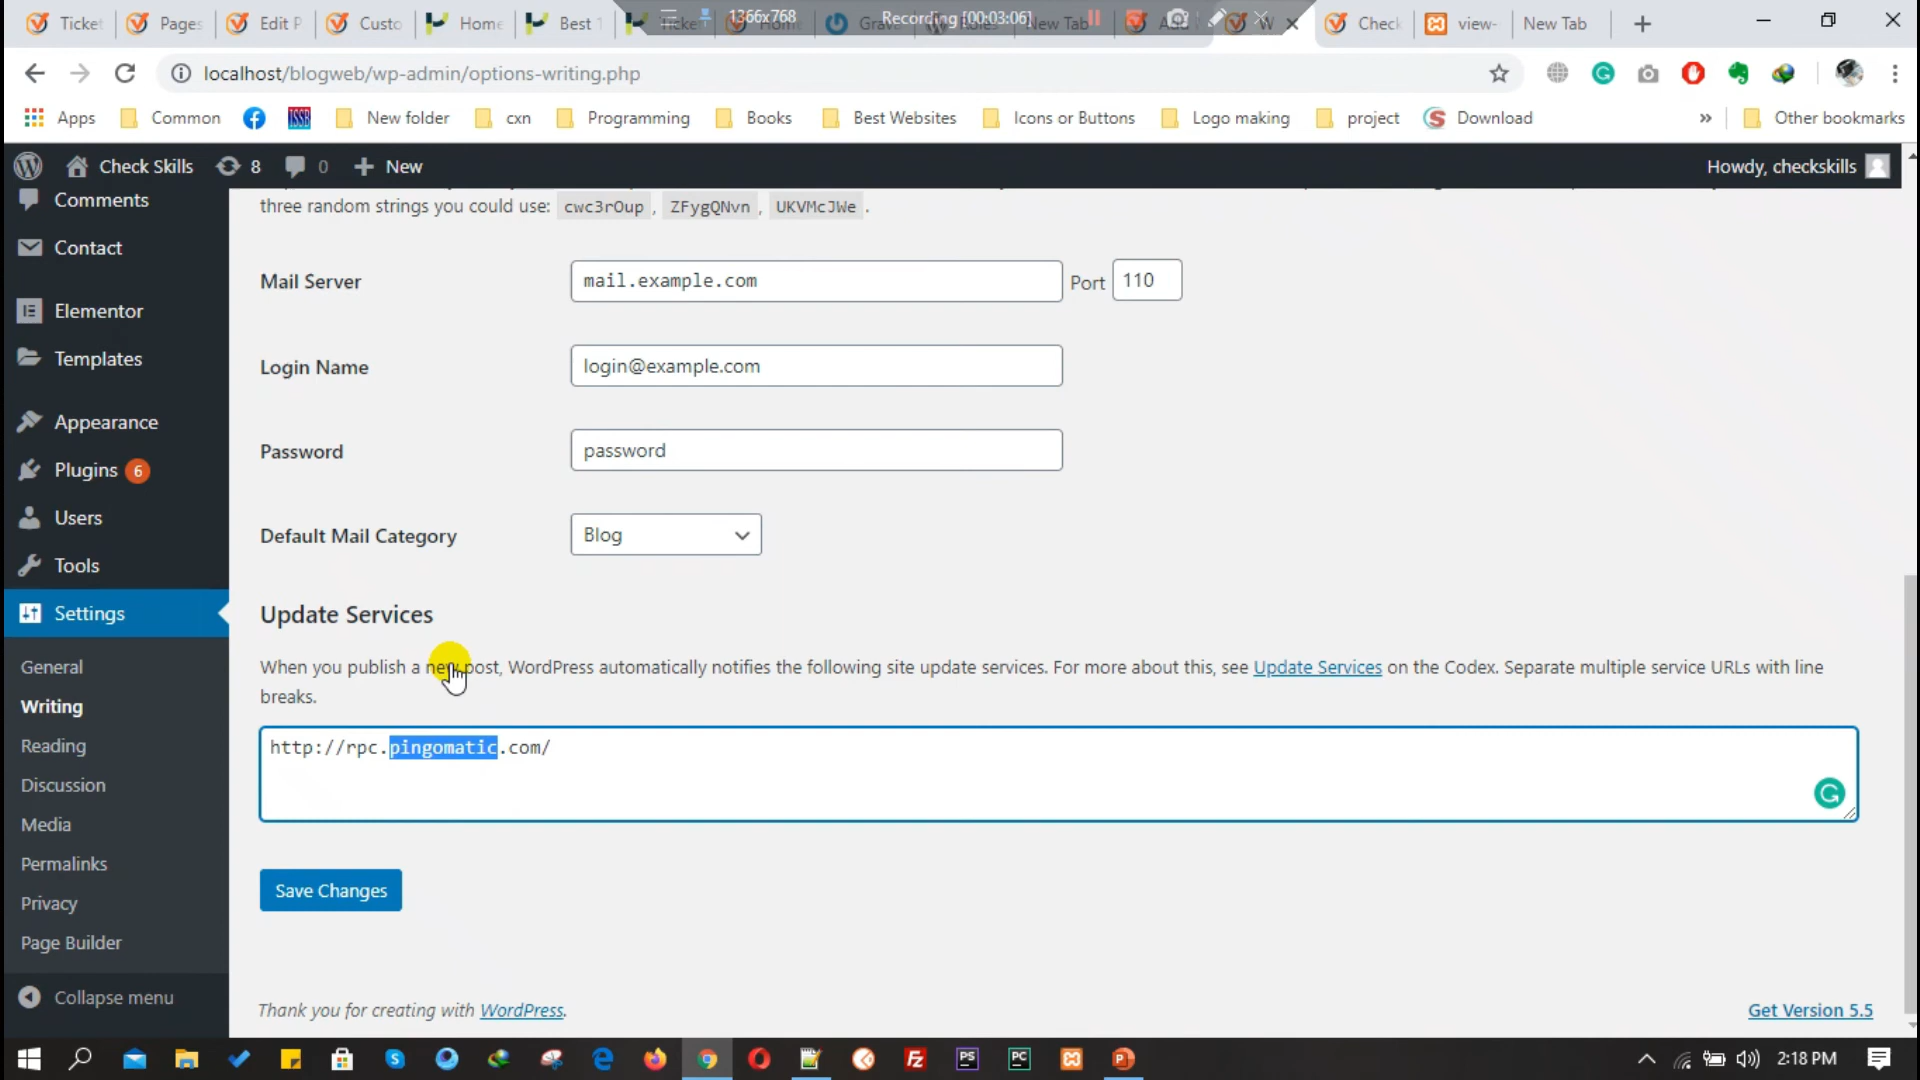 Ticket
Pages
Edit P
Custo
Home
Best
Ticke
1366x768
Recording [00:03:06]
New Tab
Check
view-
New Tab
localhost/blogweb/wp-admin/options-writing.php
Apps
Common
ISSB
New folder
cxn
Programming
Books
Best Websites
Icons or Buttons
Logo making
project
Download
»
Other bookmarks
Check Skills
8
0
New
Howdy, checkskills
Comments
Contact
Elementor
Templates
Appearance
Plugins 6
Users
Tools
Settings
General
Writing
Reading
Discussion
Media
Permalinks
Privacy
Page Builder
Collapse menu
three random strings you could use: cwc3rOup , ZFygQNvn , UKVMcJWe .
Mail Server
mail.example.com
Port 110
Login Name
login@example.com
Password
password
Default Mail Category
Blog
Update Services
When you publish a new post, WordPress automatically notifies the following site update services. For more about this, see Update Services on the Codex. Separate multiple service URLs with line
breaks.
http://rpc.pingomatic.com/
Save Changes
Thank you for creating with WordPress.
Get Version 5.5
2:18 PM